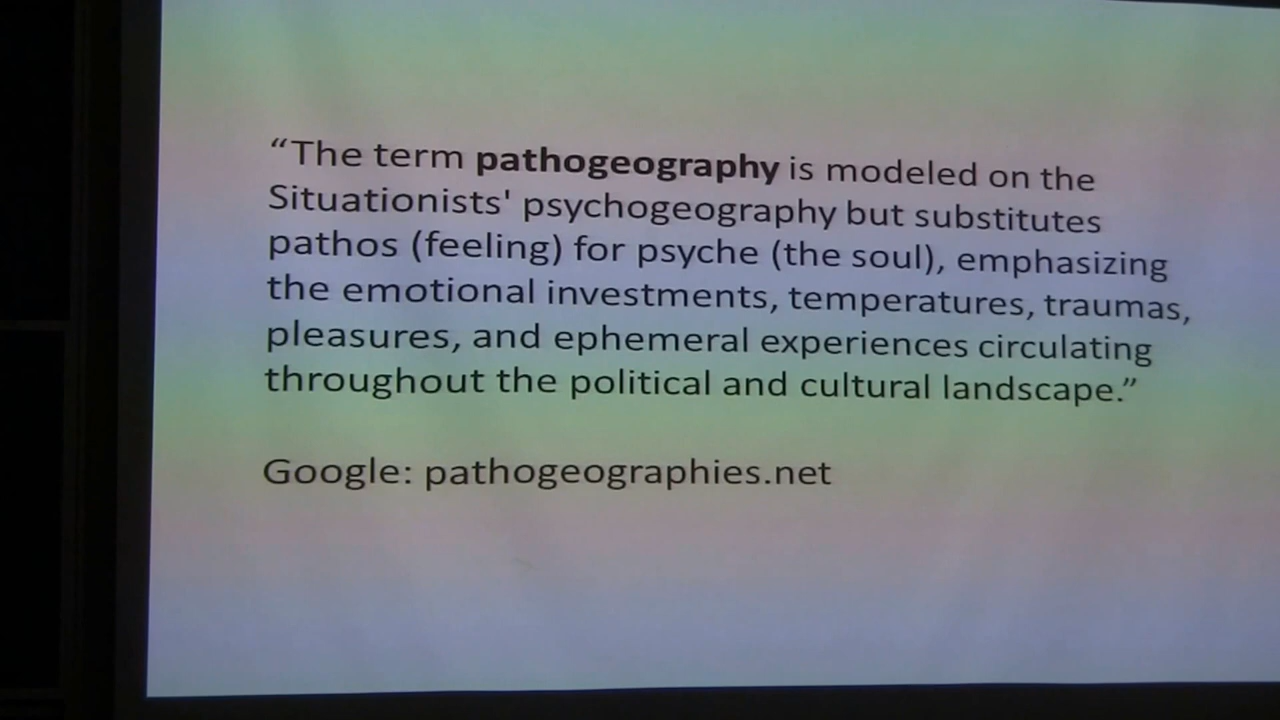 “The term pathogeography is modeled on the
Situationists' psychogeography but substitutes
pathos (feeling) for psyche (the soul), emphasizing
the emotional investments, temperatures, traumas,
pleasures, and ephemeral experiences circulating
throughout the political and cultural landscape.”
Google: pathogeographies.net